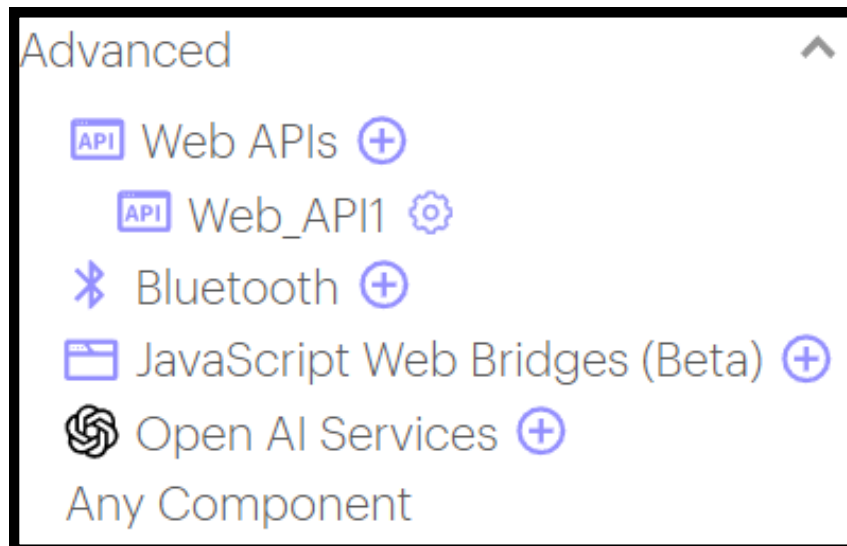 Advanced
API Web APIs
API Web_API1
Bluetooth
JavaScript Web Bridges (Beta)
Open AI Services
Any Component